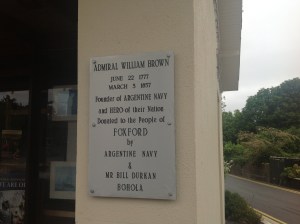 ADMIRAL WILLIAM BROWN
JUNE 22 1777
MARCH 3 1857
Founder of ARGENTINE NAVY
and HERO of their Nation
Donated to the People of
FOXFORD
by
ARGENTINE NAVY
&
MR BILL DURKAN
BOHOLA